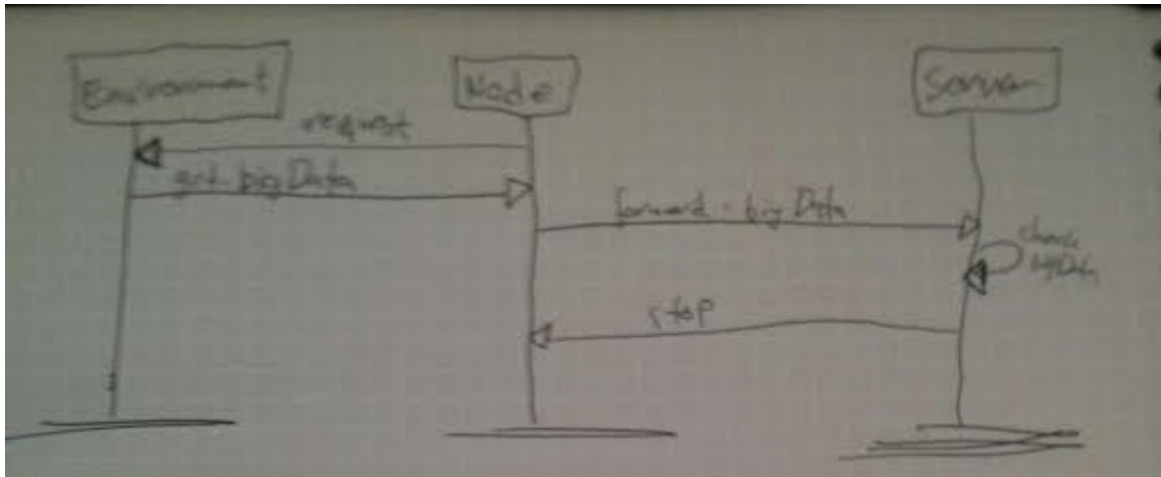 Environment
Node
Server
request
get bigData
forward - bigData
check
bigData
stop